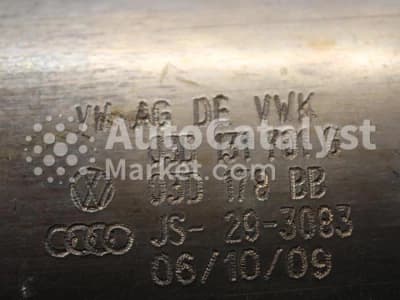 VW AG DE VWK
AutoCatalyst
Market.com
03D 178 BB
JS- 29-3083
06/10/09